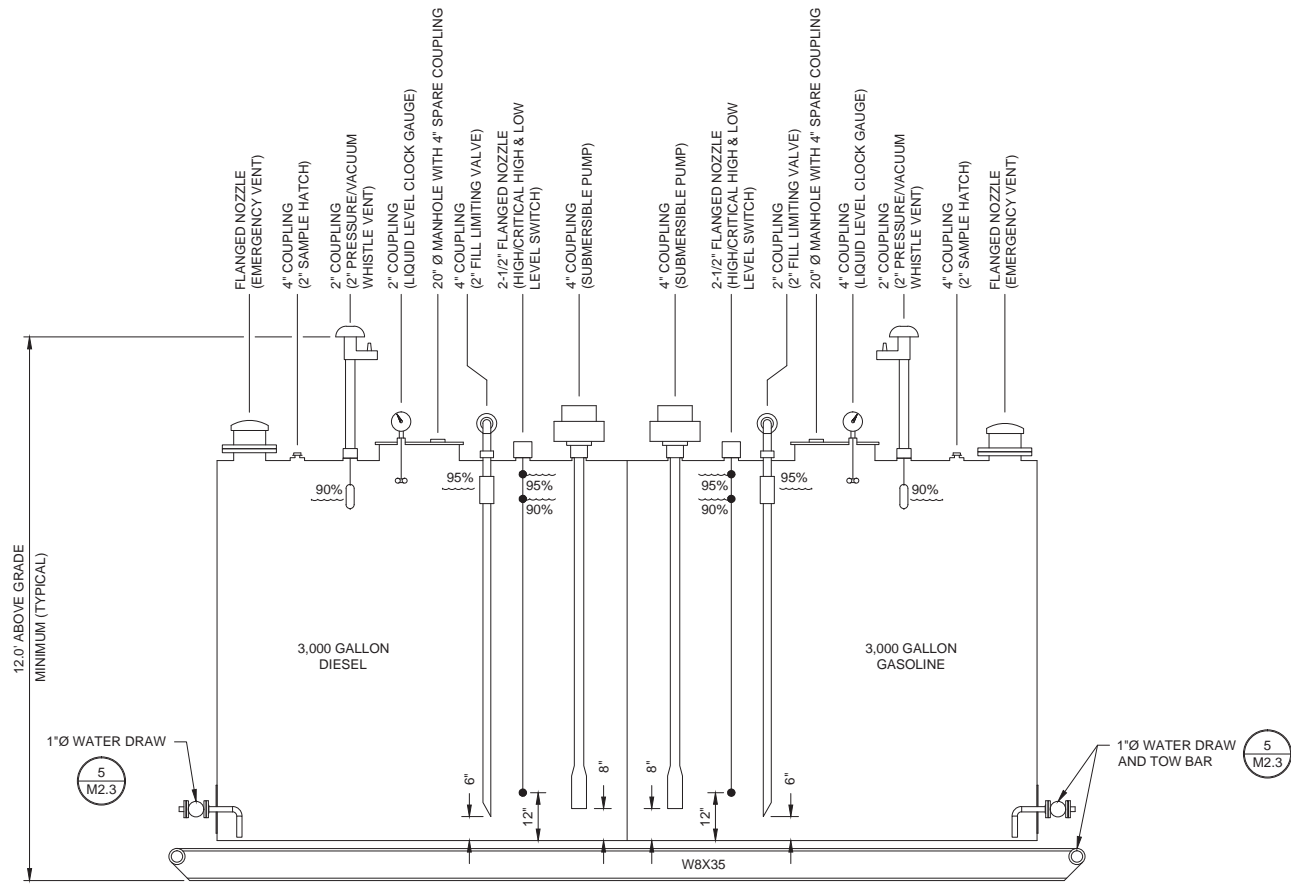 FLANGED NOZZLE
(EMERGENCY VENT)
4" COUPLING
(2" SAMPLE HATCH)
2" COUPLING
(2" PRESSURE/VACUUM
WHISTLE VENT)
2" COUPLING
(LIQUID LEVEL CLOCK GAUGE)
20" Ø MANHOLE WITH 4" SPARE COUPLING
4" COUPLING
(2" FILL LIMITING VALVE)
2-1/2" FLANGED NOZZLE
(HIGH/CRITICAL HIGH & LOW
LEVEL SWITCH)
4" COUPLING
(SUBMERSIBLE PUMP)
4" COUPLING
(SUBMERSIBLE PUMP)
2-1/2" FLANGED NOZZLE
(HIGH/CRITICAL HIGH & LOW
LEVEL SWITCH)
2" COUPLING
(2" FILL LIMITING VALVE)
20" Ø MANHOLE WITH 4" SPARE COUPLING
4" COUPLING
(LIQUID LEVEL CLOCK GAUGE)
2" COUPLING
(2" PRESSURE/VACUUM
WHISTLE VENT)
4" COUPLING
(2" SAMPLE HATCH)
FLANGED NOZZLE
(EMERGENCY VENT)
90%
95%
95%
90%
95%
90%
95%
90%
12.0' ABOVE GRADE
MINIMUM (TYPICAL)
3,000 GALLON
DIESEL
3,000 GALLON
GASOLINE
1"Ø WATER DRAW
5
M2.3
6"
12"
8"
8"
12"
6"
1"Ø WATER DRAW
AND TOW BAR
5
M2.3
W8X35